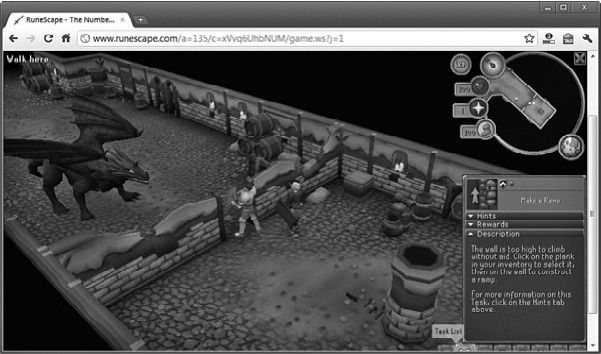 RuneScape - The Numbe...
www.runescape.com/a=135/c=xVvq6UhbNUM/game.ws?j=1
Walk here
100
1
100
Make a Ramp
Hints
Rewards
Description
The wall is too high to climb
without aid. Click on the plank
in your inventory to select it,
then on the wall to construct
a ramp.
For more information on this
Task, click on the Hints tab
above.
Task List